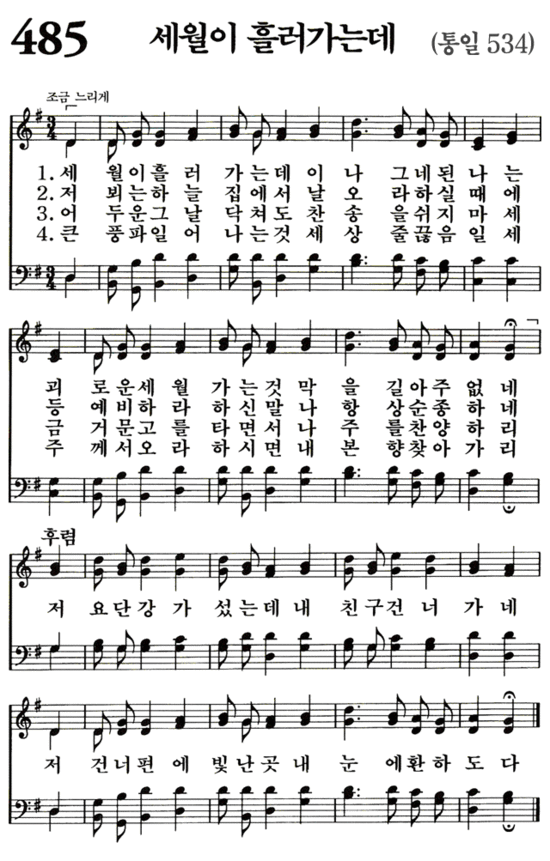 485 세월이 흘러가는데 (통일 534)
조금 느리게
1. 세 월이흘 러 가는데이 나 그네된 나는
2. 저 뵈는하늘 집에서날 오 라하실 때에
3. 어 두운그 날 닥쳐도찬 송 을쉬지 마세
4. 큰 풍파일 어 나는것세 상 줄끊음 일세
괴 로운세 월 가는것막 을 길아주 없네
등 예비하 라 하신말나 항 상순종 하네
금 거문고 를 타면서나 주 를찬양 하리
주 께서오 라 하시면내 본 향찾아 가리
후렴
저 요단강 가 섰는데내 친구건너 가네
저 건너편 에 빛난곳내 눈 에환하 도다